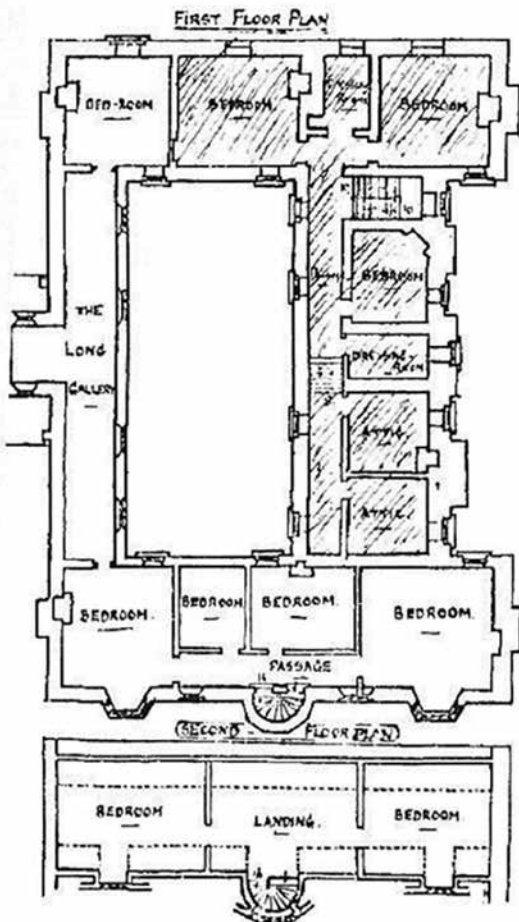 FIRST FLOOR PLAN
BED-ROOM
BEDROOM.
BEDROOM
BEDROOM
ROOM
THE
LONG
GALLERY
ATTIC.
ATTIC.
BEDROOM.
BEDROOM
BEDROOM.
BEDROOM.
PASSAGE
SECOND - FLOOR PLAN
BEDROOM
LANDING.
BEDROOM.